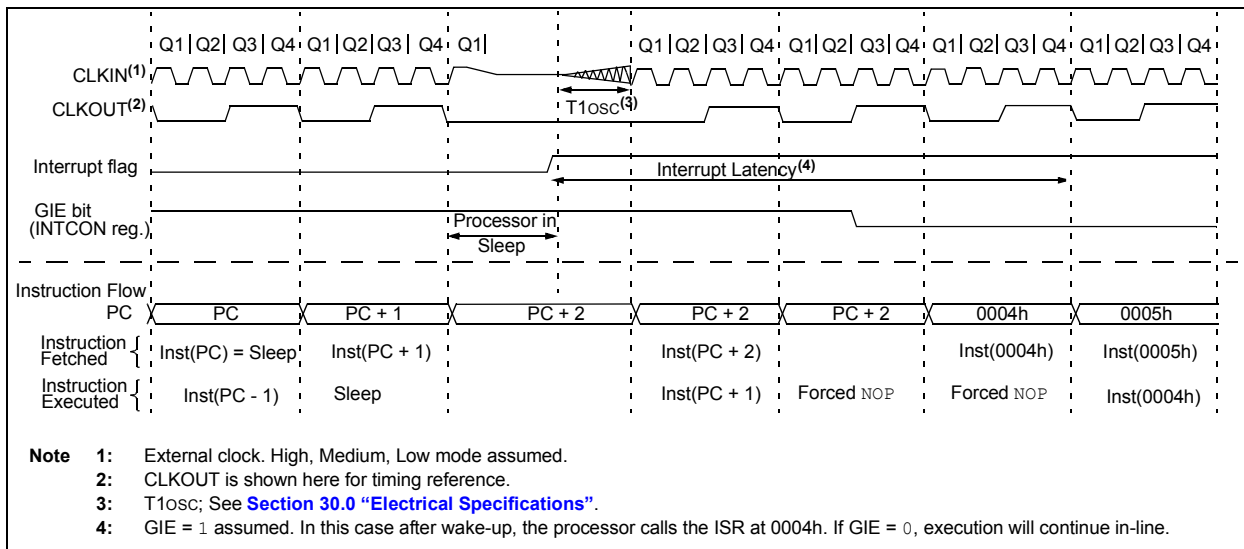 Q1 Q2 Q3 Q4 Q1 Q2 Q3 Q4 Q1 Q1 Q2 Q3 Q4 Q1 Q2 Q3 Q4 Q1 Q2 Q3 Q4 Q1 Q2 Q3 Q4
CLKIN(1)
CLKOUT(2)
T1OSC(3)
Interrupt flag
Interrupt Latency(4)
GIE bit
(INTCON reg.)
Processor in
Sleep
Instruction Flow
PC PC PC + 1 PC + 2 PC + 2 PC + 2 0004h 0005h
Instruction
Fetched { Inst(PC) = Sleep Inst(PC + 1) Inst(PC + 2) Inst(0004h) Inst(0005h)
Instruction
Executed { Inst(PC - 1) Sleep Inst(PC + 1) Forced NOP Forced NOP Inst(0004h)
Note 1: External clock. High, Medium, Low mode assumed.
2: CLKOUT is shown here for timing reference.
3: T1OSC; See Section 30.0 “Electrical Specifications”.
4: GIE = 1 assumed. In this case after wake-up, the processor calls the ISR at 0004h. If GIE = 0, execution will continue in-line.